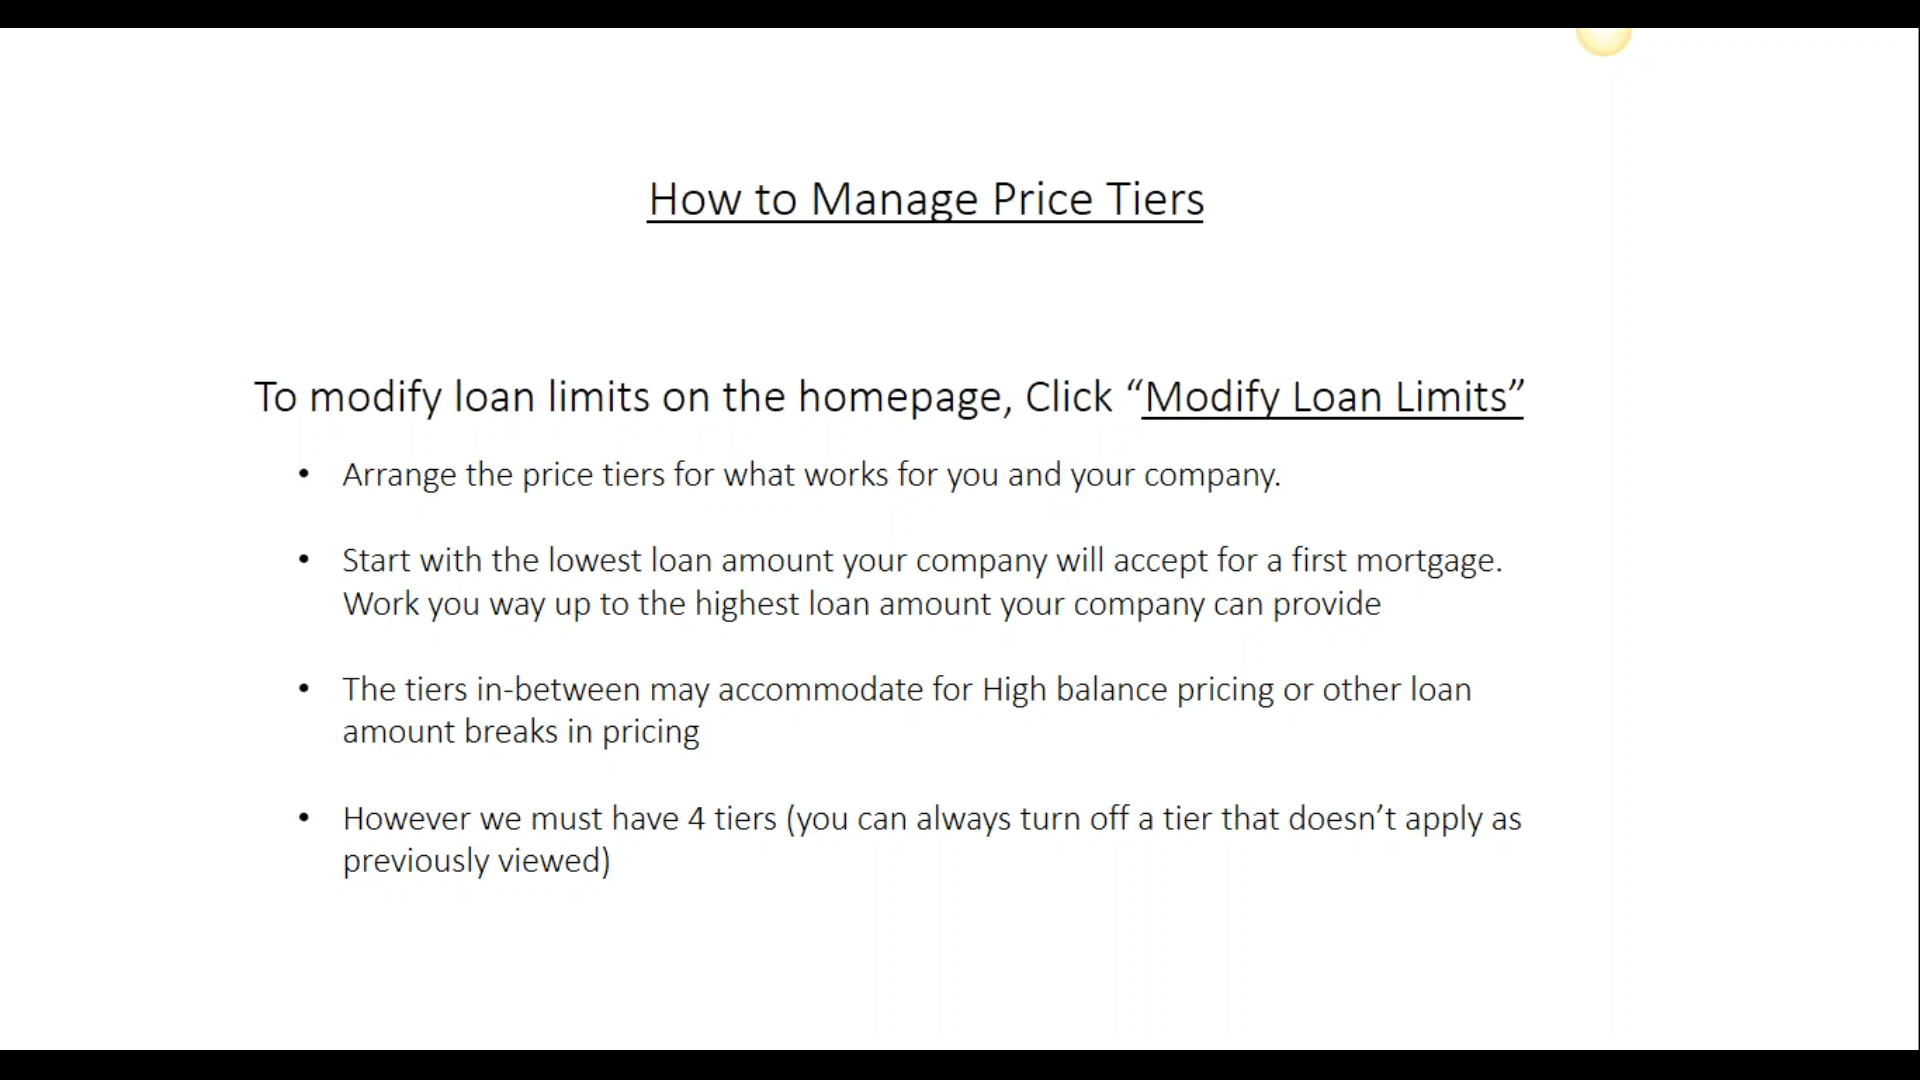 How to Manage Price Tiers
To modify loan limits on the homepage, Click “Modify Loan Limits”
• Arrange the price tiers for what works for you and your company.
• Start with the lowest loan amount your company will accept for a first mortgage.
Work you way up to the highest loan amount your company can provide
• The tiers in-between may accommodate for High balance pricing or other loan
amount breaks in pricing
• However we must have 4 tiers (you can always turn off a tier that doesn’t apply as
previously viewed)